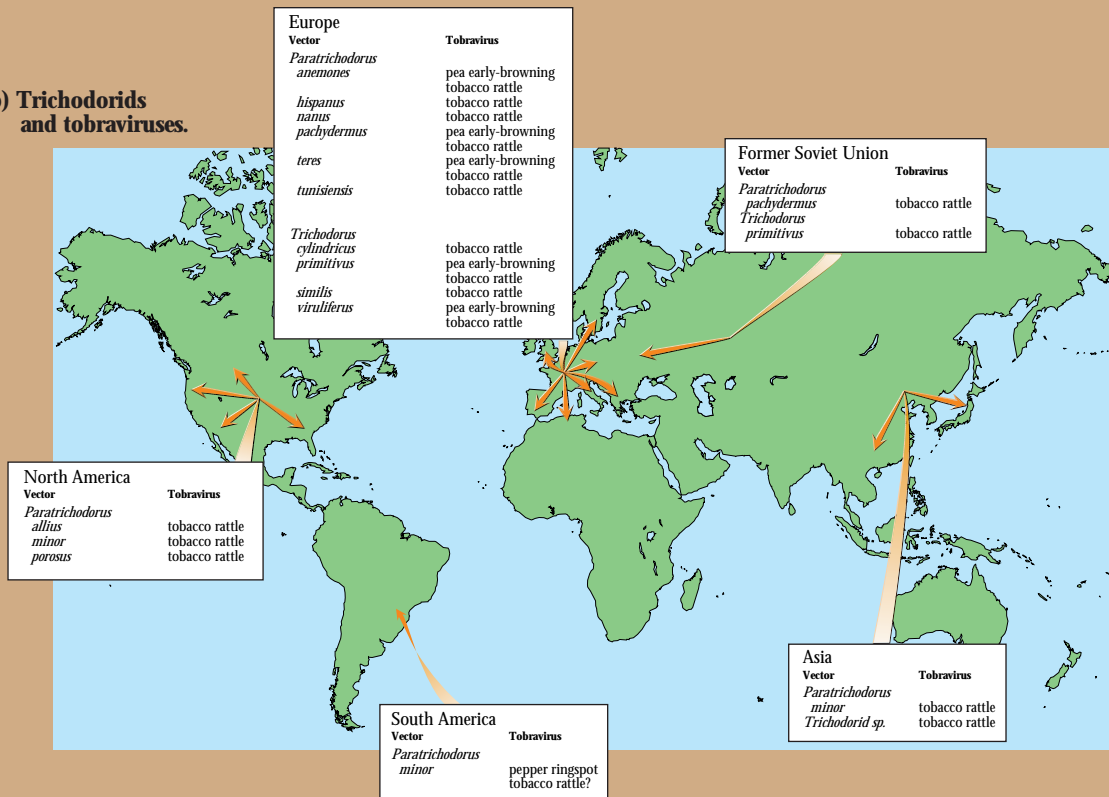 ) Trichodorids
and tobraviruses.
Europe
Vector Tobravirus
Paratrichodorus
anemones pea early-browning
tobacco rattle
hispanus tobacco rattle
nanus tobacco rattle
pachydermus pea early-browning
tobacco rattle
teres pea early-browning
tobacco rattle
tunisiensis tobacco rattle
Trichodorus
cylindricus tobacco rattle
primitivus pea early-browning
tobacco rattle
similis tobacco rattle
viruliferus pea early-browning
tobacco rattle
Former Soviet Union
Vector Tobravirus
Paratrichodorus
pachydermus tobacco rattle
Trichodorus
primitivus tobacco rattle
North America
Vector Tobravirus
Paratrichodorus
allius tobacco rattle
minor tobacco rattle
porosus tobacco rattle
South America
Vector Tobravirus
Paratrichodorus
minor pepper ringspot
tobacco rattle?
Asia
Vector Tobravirus
Paratrichodorus
minor tobacco rattle
Trichodorid sp. tobacco rattle